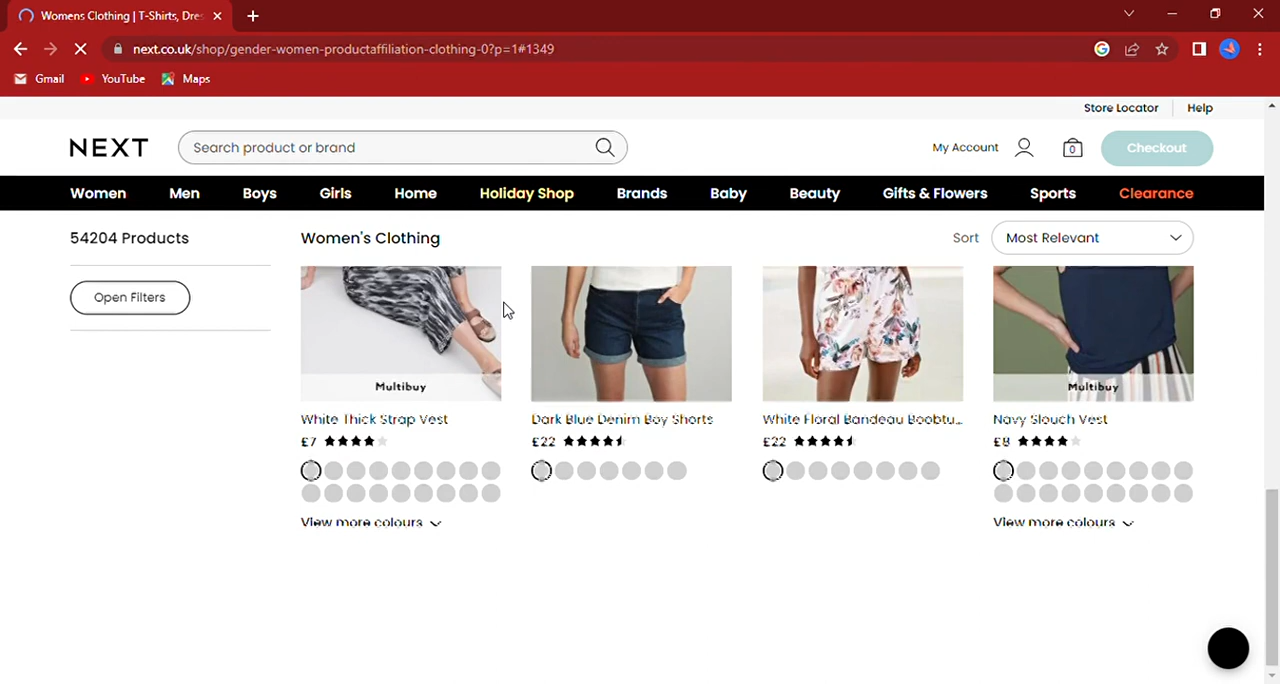 Womens Clothing | T-Shirts, Dres
next.co.uk/shop/gender-women-productaffiliation-clothing-0?p=1#1349
Gmail YouTube Maps
Store Locator Help
NEXT Search product or brand My Account 0 Checkout
Women Men Boys Girls Home Holiday Shop Brands Baby Beauty Gifts & Flowers Sports Clearance
54204 Products Women's Clothing Sort Most Relevant
Open Filters
Multibuy Multibuy
White Thick Strap Vest Dark Blue Denim Boy Shorts White Floral Bandeau Boobtu... Navy Slouch Vest
£7 £22 £22 £8
View more colours View more colours